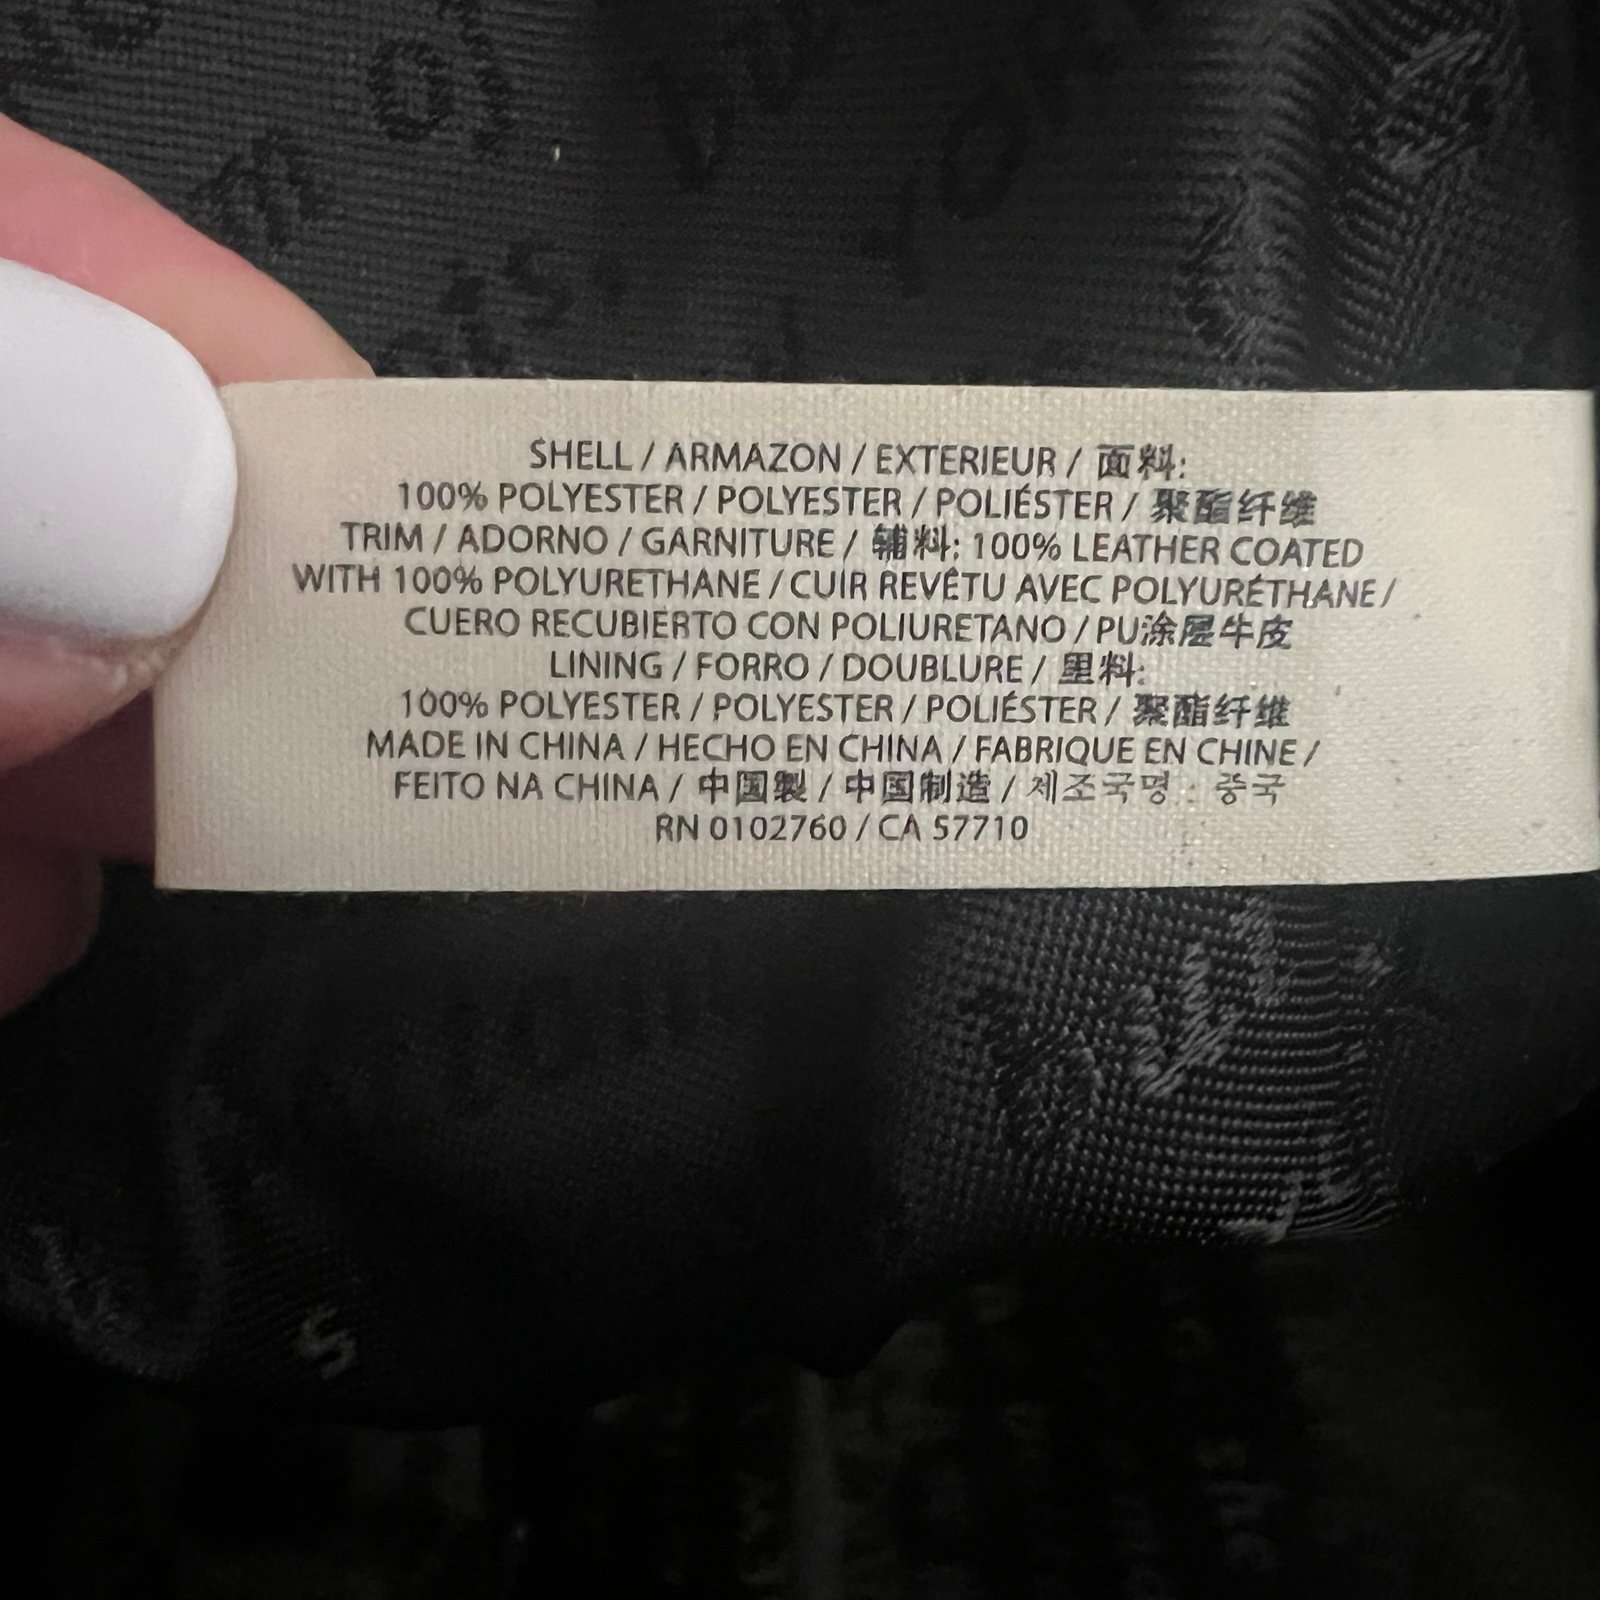 SHELL / ARMAZON / EXTERIEUR / 面料:
100% POLYESTER / POLYESTER / POLIÉSTER / 聚酯纤维
TRIM / ADORNO / GARNITURE / 辅料: 100% LEATHER COATED
WITH 100% POLYURETHANE / CUIR REVÊTU AVEC POLYURÉTHANE /
CUERO RECUBIERTO CON POLIURETANO / PU涂层牛皮
LINING / FORRO / DOUBLURE / 里料:
100% POLYESTER / POLYESTER / POLIÉSTER / 聚酯纤维
MADE IN CHINA / HECHO EN CHINA / FABRIQUE EN CHINE /
FEITO NA CHINA / 中国製 / 中国制造 / 제조국명 : 중국
RN 0102760 / CA 57710